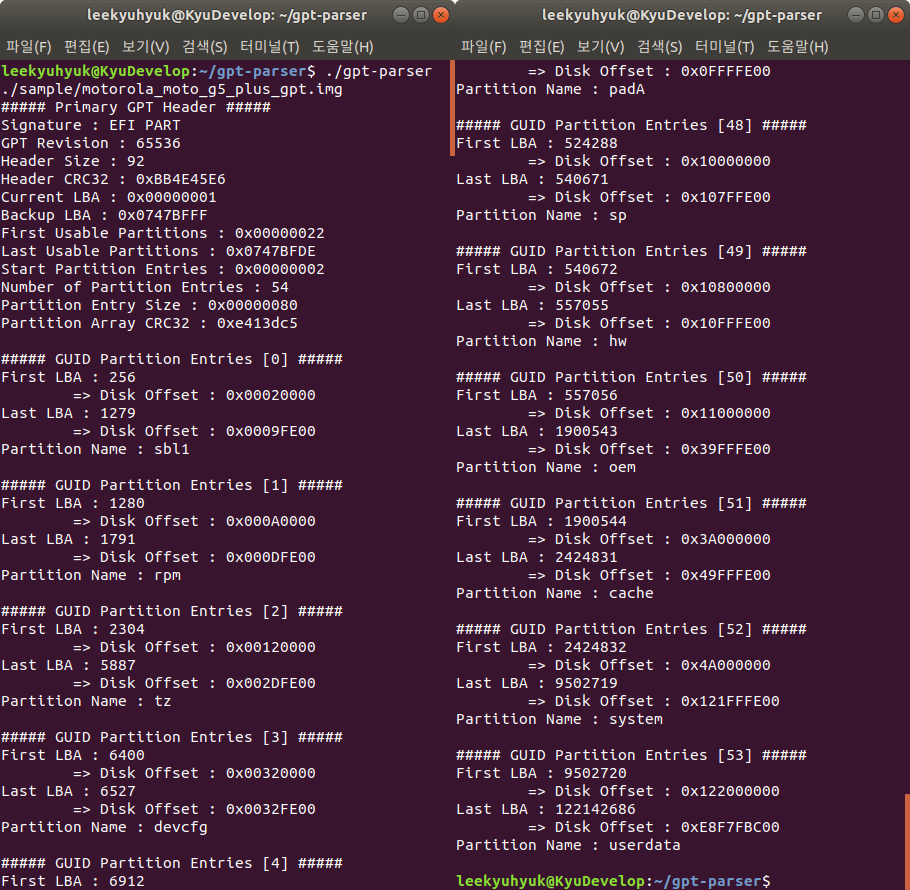 leekyuhyuk@KyuDevelop: ~/gpt-parser
파일(F) 편집(E) 보기(V) 검색(S) 터미널(T) 도움말(H)
leekyuhyuk@KyuDevelop:~/gpt-parser$ ./gpt-parser
./sample/motorola_moto_g5_plus_gpt.img
##### Primary GPT Header #####
Signature : EFI PART
GPT Revision : 65536
Header Size : 92
Header CRC32 : 0xBB4E45E6
Current LBA : 0x00000001
Backup LBA : 0x0747BFFF
First Usable Partitions : 0x00000022
Last Usable Partitions : 0x0747BFDE
Start Partition Entries : 0x00000002
Number of Partition Entries : 54
Partition Entry Size : 0x00000080
Partition Array CRC32 : 0xe413dc5

##### GUID Partition Entries [0] #####
First LBA : 256
        => Disk Offset : 0x00020000
Last LBA : 1279
        => Disk Offset : 0x0009FE00
Partition Name : sbl1

##### GUID Partition Entries [1] #####
First LBA : 1280
        => Disk Offset : 0x000A0000
Last LBA : 1791
        => Disk Offset : 0x000DFE00
Partition Name : rpm

##### GUID Partition Entries [2] #####
First LBA : 2304
        => Disk Offset : 0x00120000
Last LBA : 5887
        => Disk Offset : 0x002DFE00
Partition Name : tz

##### GUID Partition Entries [3] #####
First LBA : 6400
        => Disk Offset : 0x00320000
Last LBA : 6527
        => Disk Offset : 0x0032FE00
Partition Name : devcfg

##### GUID Partition Entries [4] #####
First LBA : 6912
leekyuhyuk@KyuDevelop: ~/gpt-parser
파일(F) 편집(E) 보기(V) 검색(S) 터미널(T) 도움말(H)
        => Disk Offset : 0x0FFFFE00
Partition Name : padA

##### GUID Partition Entries [48] #####
First LBA : 524288
        => Disk Offset : 0x10000000
Last LBA : 540671
        => Disk Offset : 0x107FFE00
Partition Name : sp

##### GUID Partition Entries [49] #####
First LBA : 540672
        => Disk Offset : 0x10800000
Last LBA : 557055
        => Disk Offset : 0x10FFFE00
Partition Name : hw

##### GUID Partition Entries [50] #####
First LBA : 557056
        => Disk Offset : 0x11000000
Last LBA : 1900543
        => Disk Offset : 0x39FFFE00
Partition Name : oem

##### GUID Partition Entries [51] #####
First LBA : 1900544
        => Disk Offset : 0x3A000000
Last LBA : 2424831
        => Disk Offset : 0x49FFFE00
Partition Name : cache

##### GUID Partition Entries [52] #####
First LBA : 2424832
        => Disk Offset : 0x4A000000
Last LBA : 9502719
        => Disk Offset : 0x121FFFE00
Partition Name : system

##### GUID Partition Entries [53] #####
First LBA : 9502720
        => Disk Offset : 0x122000000
Last LBA : 122142686
        => Disk Offset : 0xE8F7FBC00
Partition Name : userdata

leekyuhyuk@KyuDevelop:~/gpt-parser$